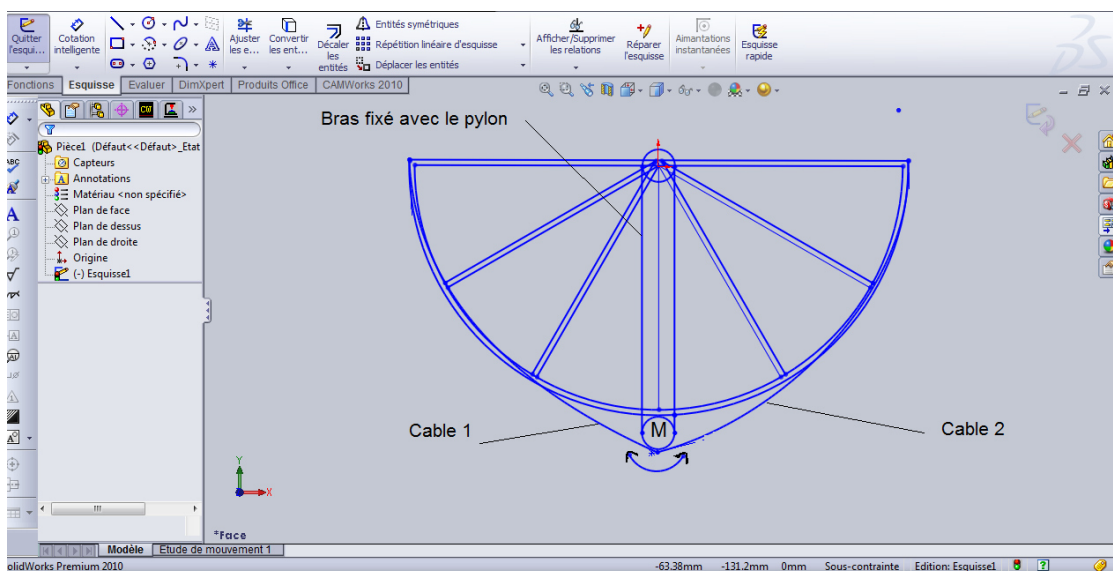 Quitter l'esqui...
Cotation intelligente
Ajuster les e...
Convertir les ent...
Décaler les entités
Entités symétriques
Répétition linéaire d'esquisse
Déplacer les entités
Afficher/Supprimer les relations
Réparer l'esquisse
Aimantations instantanées
Esquisse rapide
Fonctions Esquisse Evaluer DimXpert Produits Office CAMWorks 2010
Pièce1 (Défaut<<Défaut>_Etat
Capteurs
Annotations
Matériau <non spécifié>
Plan de face
Plan de dessus
Plan de droite
Origine
(-) Esquisse1
Bras fixé avec le pylon
Cable 1
M
Cable 2
Y
X
*Face
Modèle Etude de mouvement 1
olidWorks Premium 2010
-63.38mm -131.2mm 0mm Sous-contrainte Edition: Esquisse1